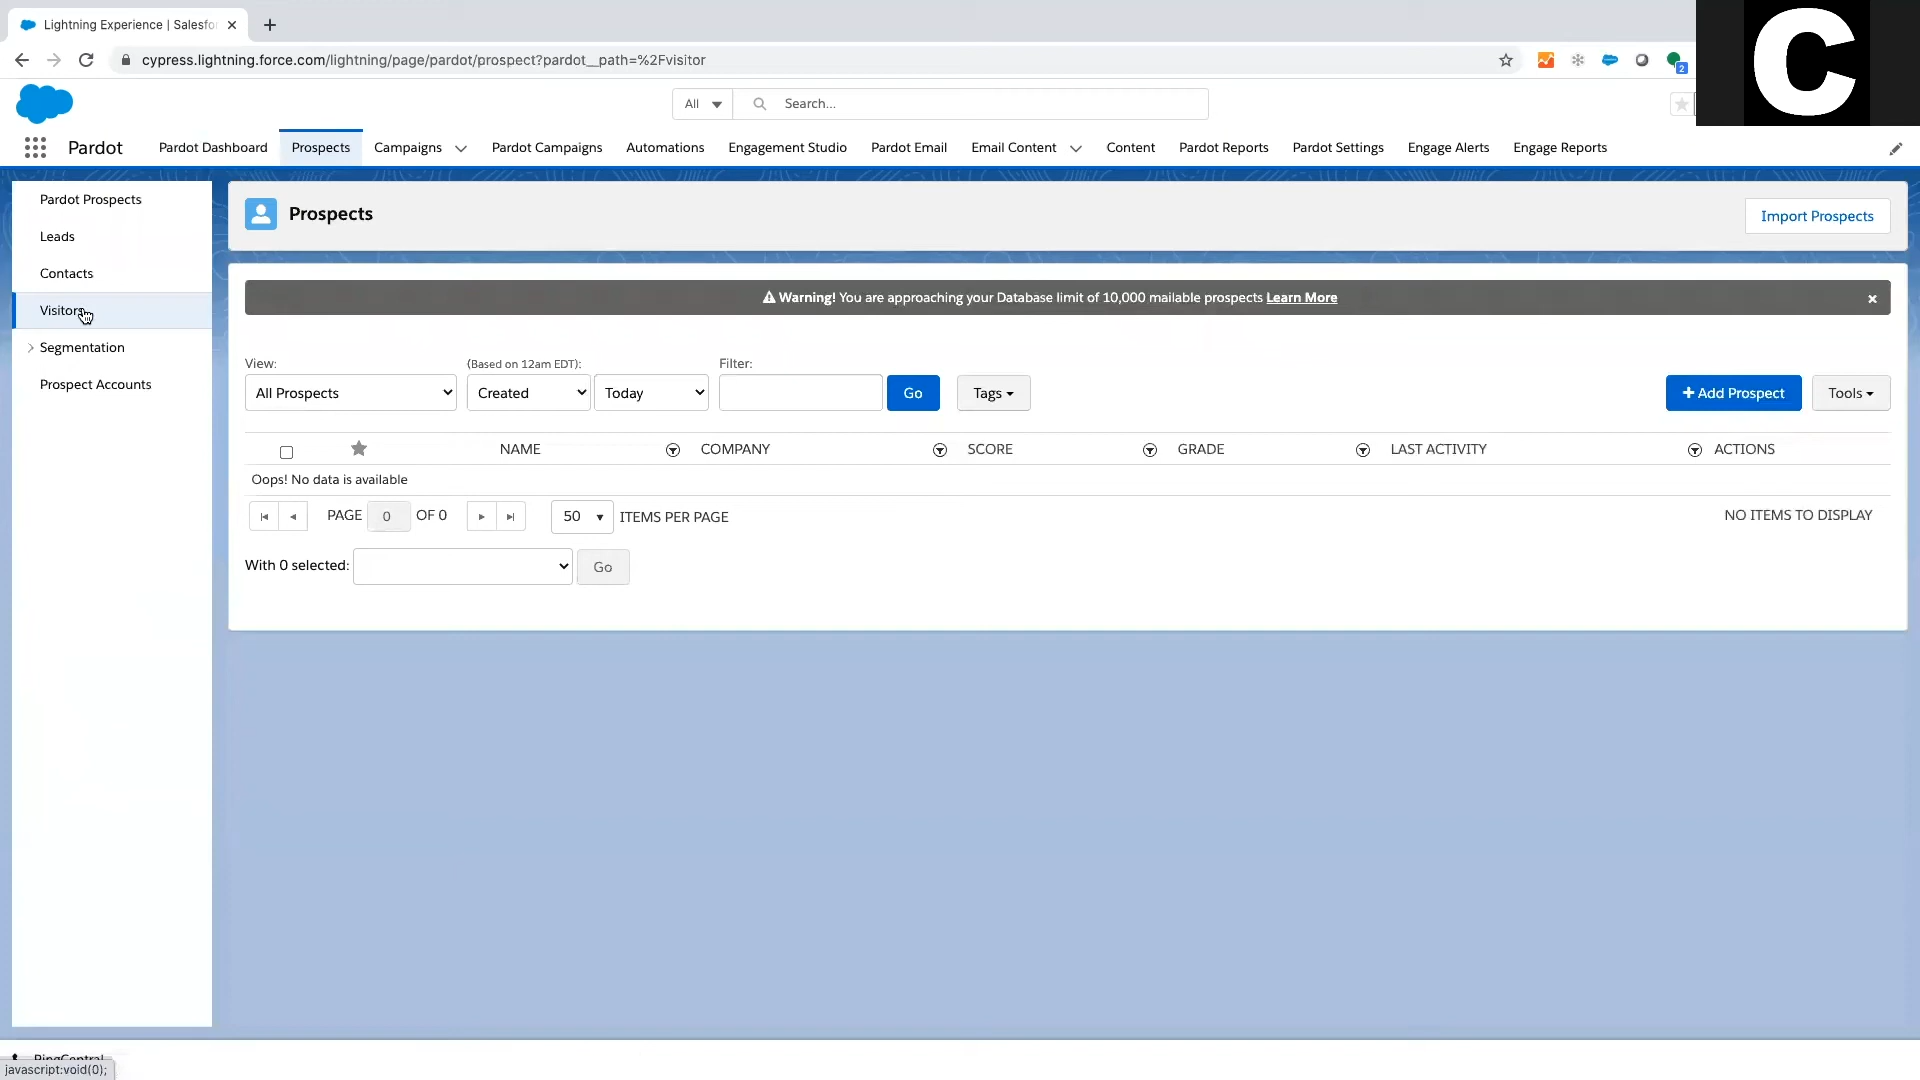 Lightning Experience | Salesfo
cypress.lightning.force.com/lightning/page/pardot/prospect?pardot__path=%2Fvisitor
2
C
All
Search...
Pardot
Pardot Dashboard
Prospects
Campaigns
Pardot Campaigns
Automations
Engagement Studio
Pardot Email
Email Content
Content
Pardot Reports
Pardot Settings
Engage Alerts
Engage Reports
Pardot Prospects
Leads
Contacts
Visitors
Segmentation
Prospect Accounts
Prospects
Import Prospects
Warning! You are approaching your Database limit of 10,000 mailable prospects Learn More
View:
(Based on 12am EDT):
Filter:
All Prospects
Created
Today
Go
Tags
+ Add Prospect
Tools
NAME
COMPANY
SCORE
GRADE
LAST ACTIVITY
ACTIONS
Oops! No data is available
PAGE 0 OF 0
50 ITEMS PER PAGE
NO ITEMS TO DISPLAY
With 0 selected:
Go
RingCentral
javascript:void(0);